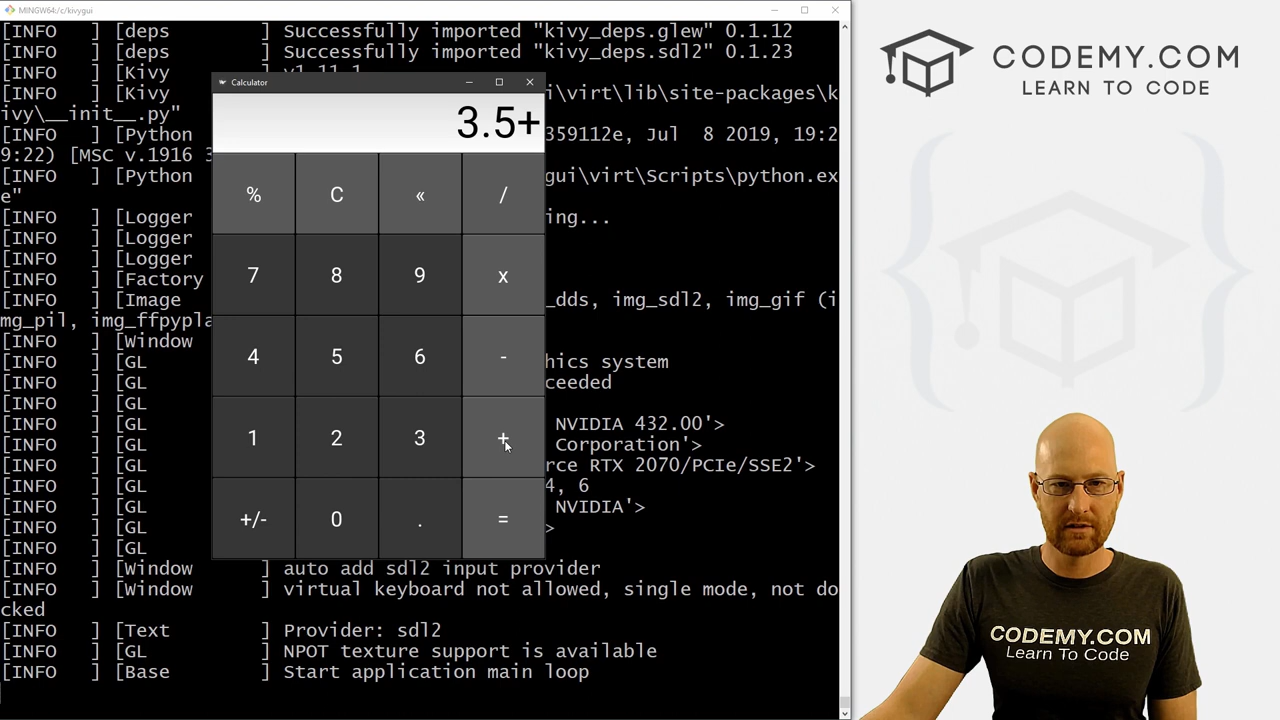 MINGW64:/c/kivygui
[INFO   ] [deps        ] Successfully imported "kivy_deps.glew" 0.1.12
[INFO   ] [deps        ] Successfully imported "kivy_deps.sdl2" 0.1.23
[INFO   ] [Kivy        ] v1.11.1
[INFO   ] [Kivy
i\virt\lib\site-packages\k
ivy\__init__.py"
[INFO   ] [Python
359112e, Jul  8 2019, 19:2
9:22) [MSC v.1916 3
[INFO   ] [Python
gui\virt\Scripts\python.ex
e"
[INFO   ] [Logger
ing...
[INFO   ] [Logger
[INFO   ] [Logger
[INFO   ] [Factory
[INFO   ] [Image
_dds, img_sdl2, img_gif (i
mg_pil, img_ffpypla
[INFO   ] [Window
[INFO   ] [GL
hics system
[INFO   ] [GL
ceeded
[INFO   ] [GL
[INFO   ] [GL
NVIDIA 432.00'>
[INFO   ] [GL
Corporation'>
[INFO   ] [GL
rce RTX 2070/PCIe/SSE2'>
[INFO   ] [GL
4, 6
[INFO   ] [GL
NVIDIA'>
[INFO   ] [GL
>
[INFO   ] [GL
[INFO   ] [Window      ] auto add sdl2 input provider
[INFO   ] [Window      ] virtual keyboard not allowed, single mode, not do
cked
[INFO   ] [Text        ] Provider: sdl2
[INFO   ] [GL          ] NPOT texture support is available
[INFO   ] [Base        ] Start application main loop
Calculator
3.5+
% C « /
7 8 9 x
4 5 6 -
1 2 3 +
+/- 0 . =
CODEMY.COM
LEARN TO CODE
CODEMY.COM
Learn To Code